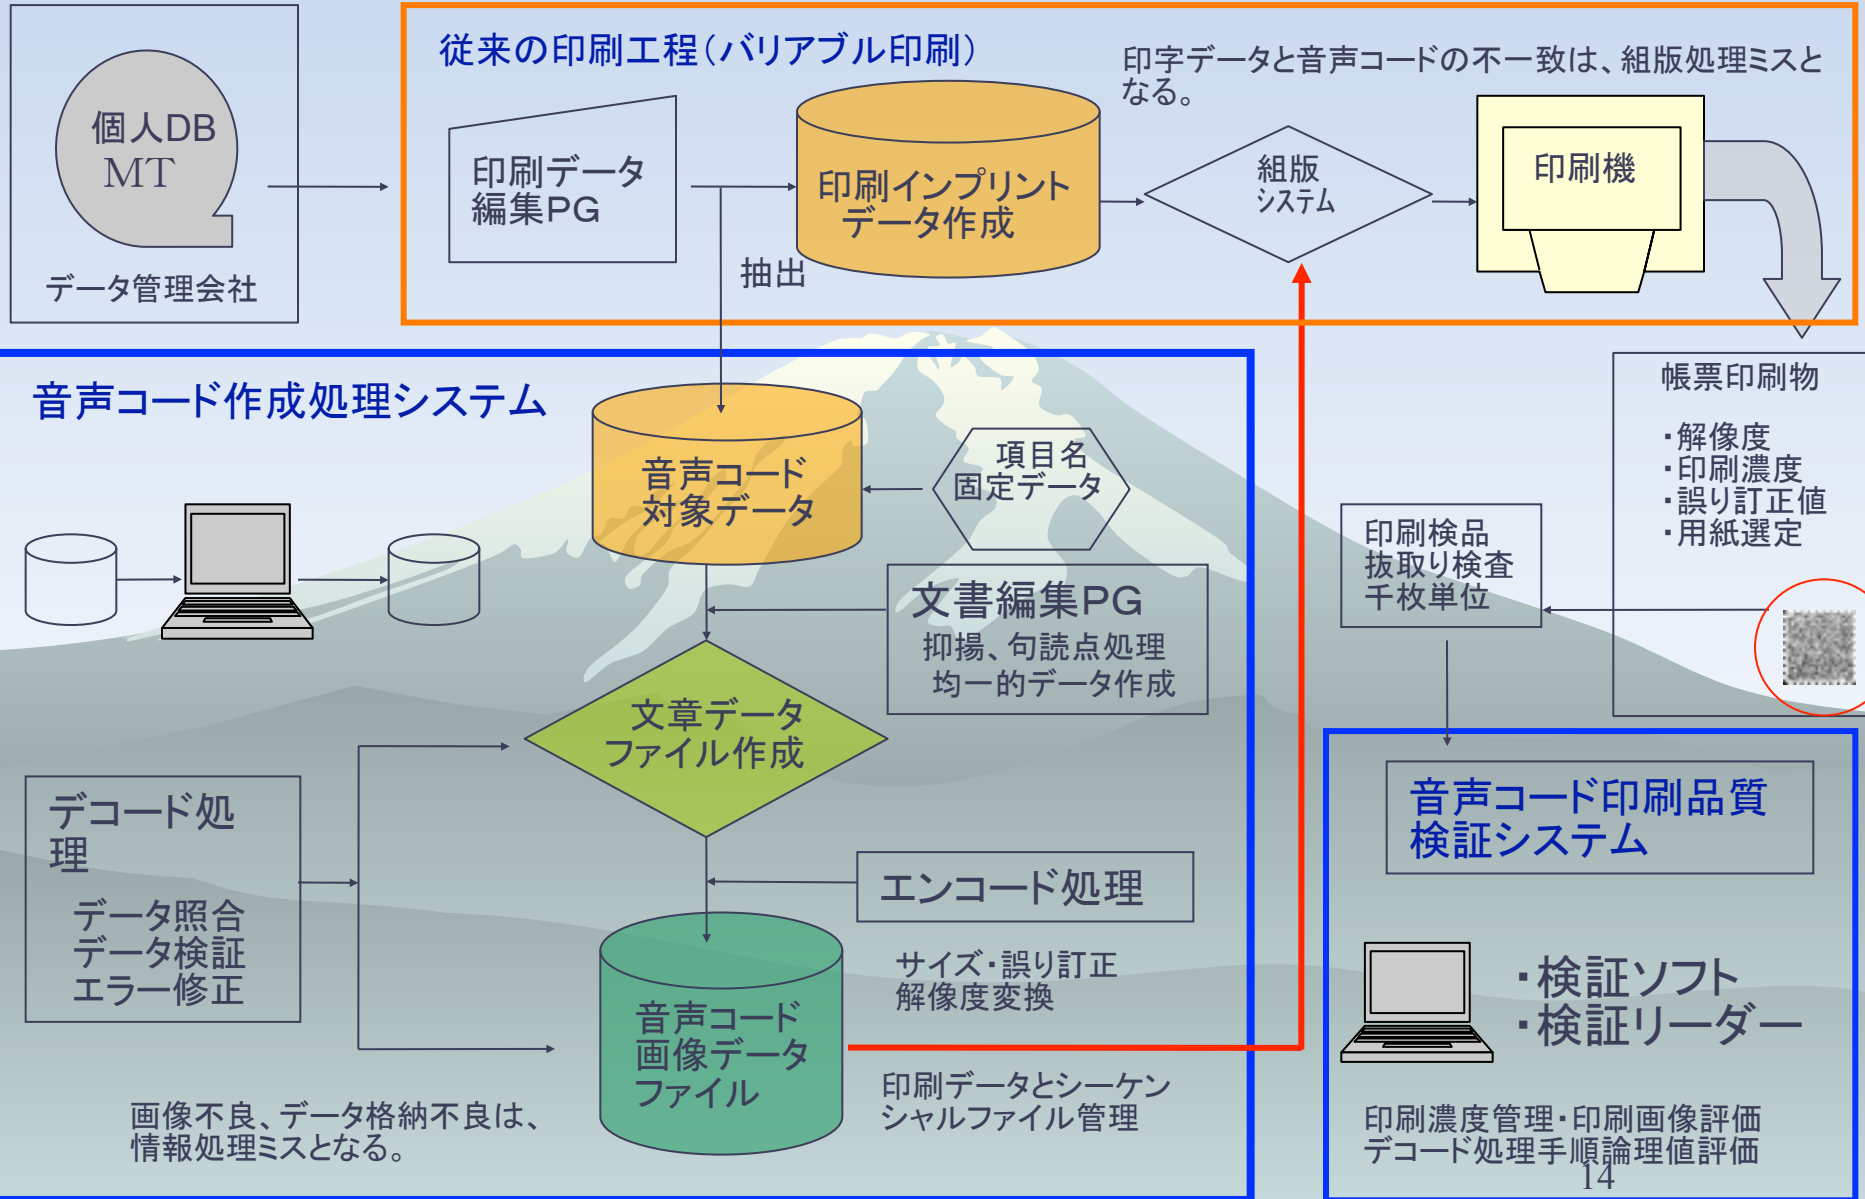 個人DB
MT
データ管理会社
従来の印刷工程（バリアブル印刷）
印字データと音声コードの不一致は、組版処理ミスと
なる。
印刷データ
編集PG
印刷インプリント
データ作成
組版
システム
印刷機
抽出
音声コード作成処理システム
音声コード
対象データ
項目名
固定データ
文書編集PG
抑揚、句読点処理
均一的データ作成
文章データ
ファイル作成
デコード処
理
データ照合
データ検証
エラー修正
エンコード処理
サイズ・誤り訂正
解像度変換
音声コード
画像データ
ファイル
印刷データとシーケン
シャルファイル管理
画像不良、データ格納不良は、
情報処理ミスとなる。
帳票印刷物
・解像度
・印刷濃度
・誤り訂正値
・用紙選定
印刷検品
抜取り検査
千枚単位
音声コード印刷品質
検証システム
・検証ソフト
・検証リーダー
印刷濃度管理・印刷画像評価
デコード処理手順論理値評価
14